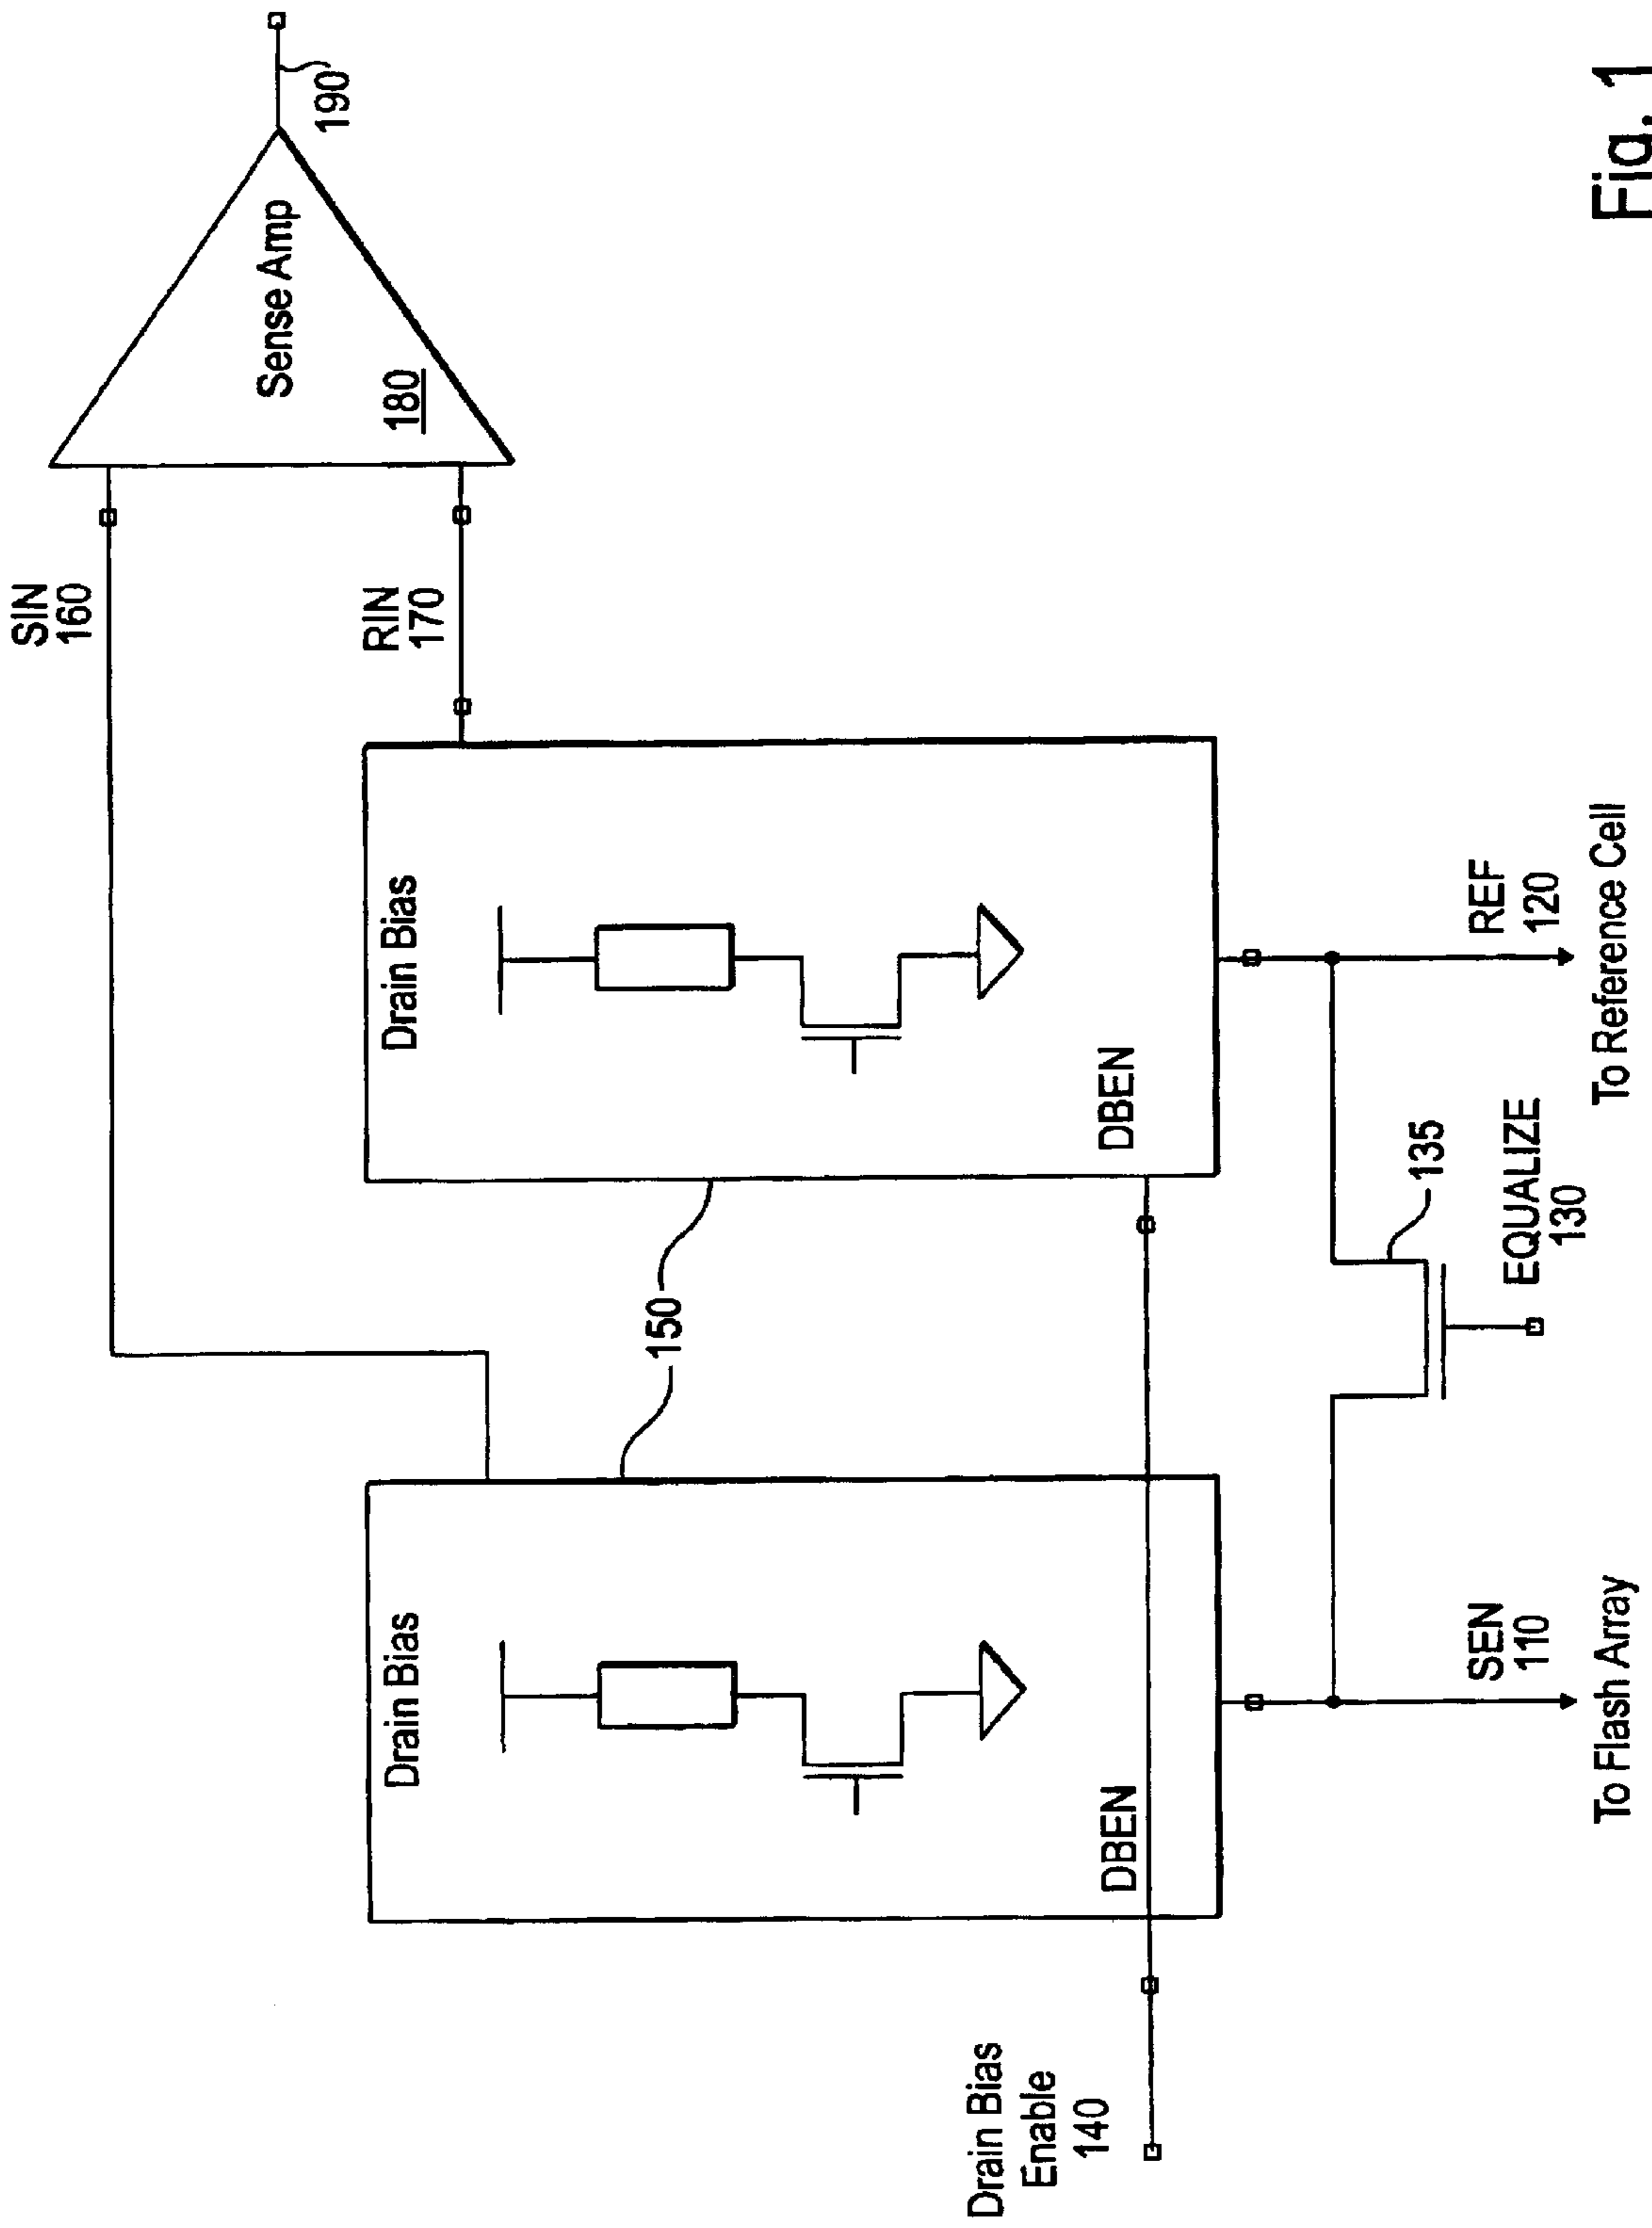 SIN
160
RIN
170
Sense Amp
180
190
Drain Bias
DBEN
150
Drain Bias
DBEN
Drain Bias
Enable
140
SEN
110
To Flash Array
EQUALIZE
130
135
REF
120
To Reference Cell
Fig. 1